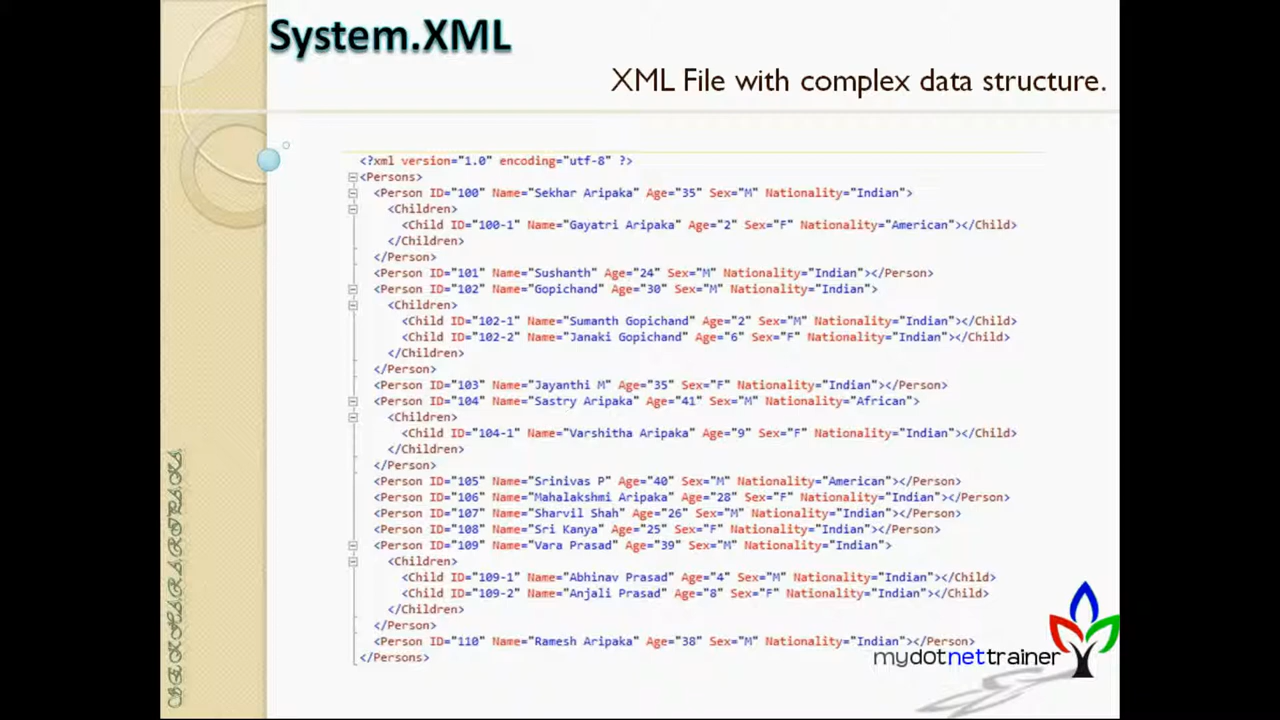 System.XML
XML File with complex data structure.
<?xml version="1.0" encoding="utf-8" ?>
<Persons>
<Person ID="100" Name="Sekhar Aripaka" Age="35" Sex="M" Nationality="Indian">
<Children>
<Child ID="100-1" Name="Gayatri Aripaka" Age="2" Sex="F" Nationality="American"></Child>
</Children>
</Person>
<Person ID="101" Name="Sushanth" Age="24" Sex="M" Nationality="Indian"></Person>
<Person ID="102" Name="Gopichand" Age="30" Sex="M" Nationality="Indian">
<Children>
<Child ID="102-1" Name="Sumanth Gopichand" Age="2" Sex="M" Nationality="Indian"></Child>
<Child ID="102-2" Name="Janaki Gopichand" Age="6" Sex="F" Nationality="Indian"></Child>
</Children>
</Person>
<Person ID="103" Name="Jayanthi M" Age="35" Sex="F" Nationality="Indian"></Person>
<Person ID="104" Name="Sastry Aripaka" Age="41" Sex="M" Nationality="African">
<Children>
<Child ID="104-1" Name="Varshitha Aripaka" Age="9" Sex="F" Nationality="Indian"></Child>
</Children>
</Person>
<Person ID="105" Name="Srinivas P" Age="40" Sex="M" Nationality="American"></Person>
<Person ID="106" Name="Mahalakshmi Aripaka" Age="28" Sex="F" Nationality="Indian"></Person>
<Person ID="107" Name="Sharvil Shah" Age="26" Sex="M" Nationality="Indian"></Person>
<Person ID="108" Name="Sri Kanya" Age="25" Sex="F" Nationality="Indian"></Person>
<Person ID="109" Name="Vara Prasad" Age="39" Sex="M" Nationality="Indian">
<Children>
<Child ID="109-1" Name="Abhinav Prasad" Age="4" Sex="M" Nationality="Indian"></Child>
<Child ID="109-2" Name="Anjali Prasad" Age="8" Sex="F" Nationality="Indian"></Child>
</Children>
</Person>
<Person ID="110" Name="Ramesh Aripaka" Age="38" Sex="M" Nationality="Indian"></Person>
</Persons>
mydotnettrainer